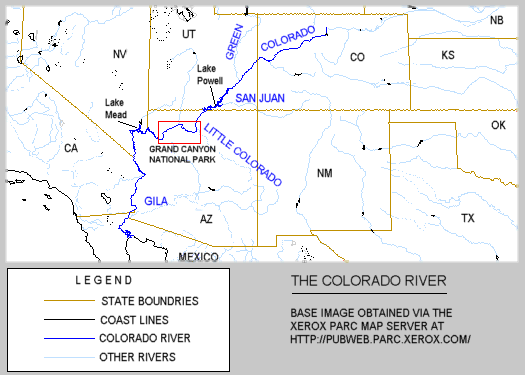 NV
UT
GREEN
COLORADO
NB
KS
CO
Lake
Powell
SAN JUAN
Lake
Mead
LITTLE COLORADO
GRAND CANYON
NATIONAL PARK
OK
CA
NM
GILA
AZ
TX
MEXICO
LEGEND
STATE BOUNDRIES
COAST LINES
COLORADO RIVER
OTHER RIVERS
THE COLORADO RIVER
BASE IMAGE OBTAINED VIA THE
XEROX PARC MAP SERVER AT
HTTP://PUBWEB.PARC.XEROX.COM/